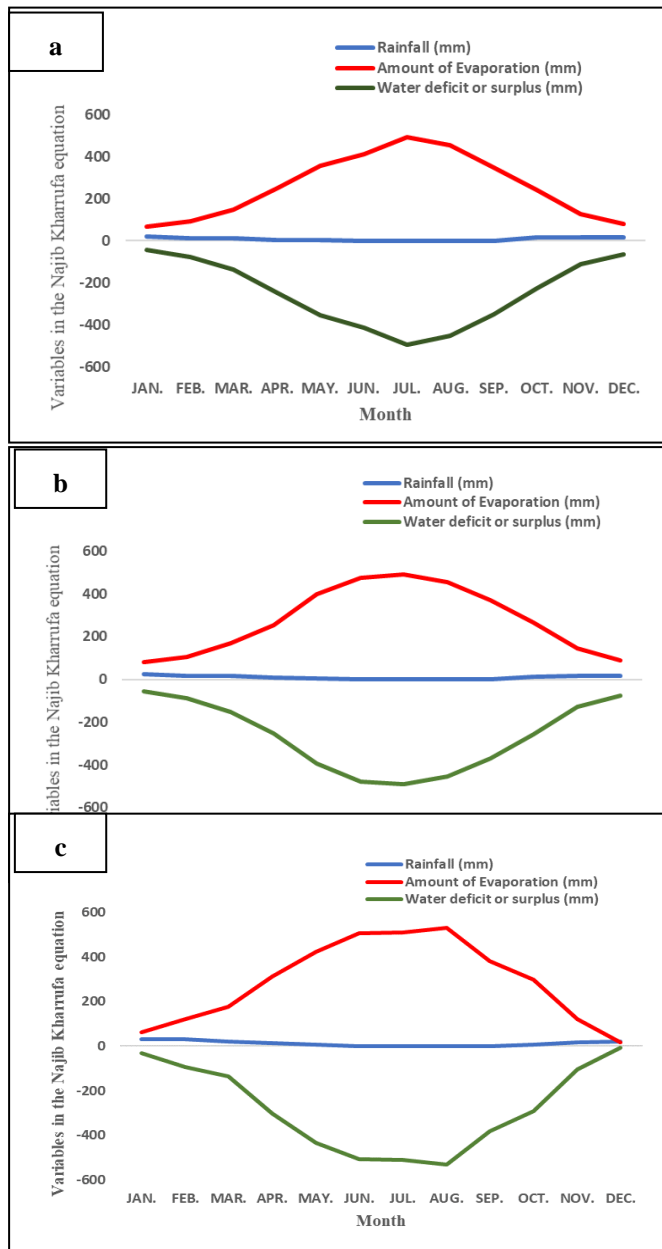 a
Rainfall (mm)
Amount of Evaporation (mm)
Water deficit or surplus (mm)
Variables in the Najib Kharrufa equation
600
400
200
0
-200
-400
-600
JAN. FEB. MAR. APR. MAY. JUN. JUL. AUG. SEP. OCT. NOV. DEC.
Month
b
Rainfall (mm)
Amount of Evaporation (mm)
Water deficit or surplus (mm)
iables in the Najib Kharrufa equation
600
400
200
0
-200
-400
-600
c
Rainfall (mm)
Amount of Evaporation (mm)
Water deficit or surplus (mm)
Variables in the Najib Kharrufa equation
600
400
200
0
-200
-400
-600
JAN. FEB. MAR. APR. MAY. JUN. JUL. AUG. SEP. OCT. NOV. DEC.
Month